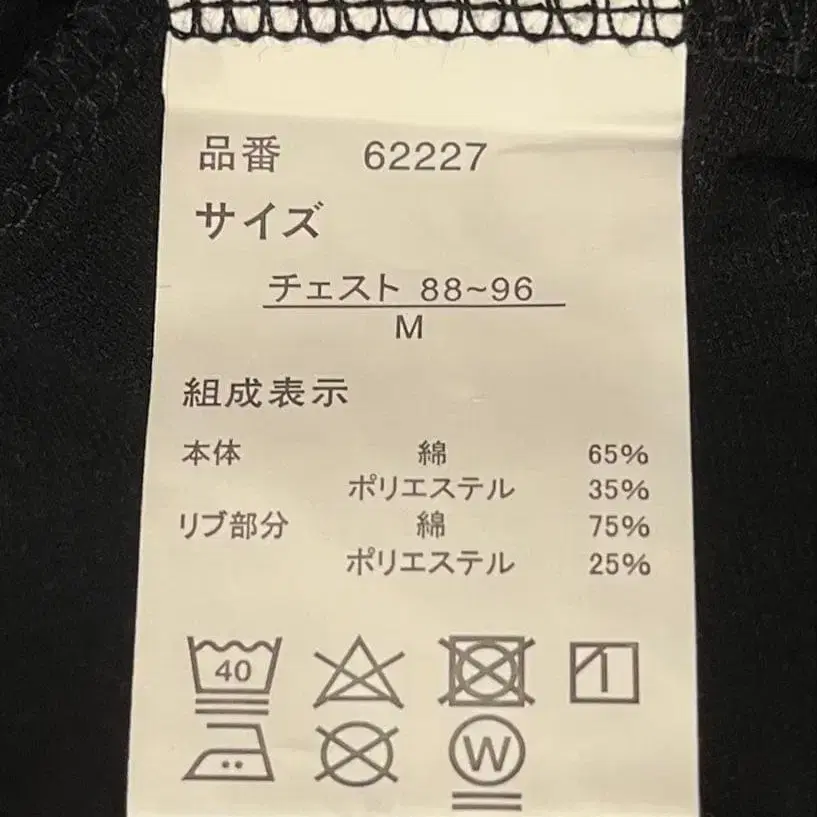 品番 62227
サイズ
チェスト 88~96
M
組成表示
本体 綿 65%
ポリエステル 35%
リブ部分 綿 75%
ポリエステル 25%
40
W